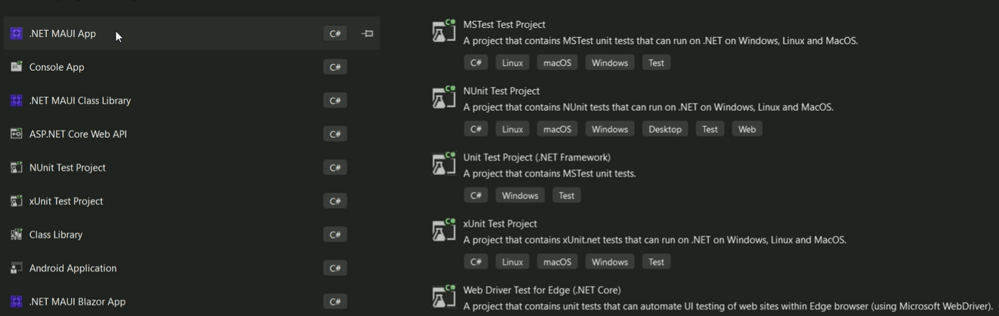 .NET MAUI App C#
Console App C#
.NET MAUI Class Library C#
ASP.NET Core Web API C#
NUnit Test Project C#
xUnit Test Project C#
Class Library C#
Android Application C#
.NET MAUI Blazor App C#
MSTest Test Project
A project that contains MSTest unit tests that can run on .NET on Windows, Linux and MacOS.
C# Linux macOS Windows Test
NUnit Test Project
A project that contains NUnit tests that can run on .NET on Windows, Linux and MacOS.
C# Linux macOS Windows Desktop Test Web
Unit Test Project (.NET Framework)
A project that contains MSTest unit tests.
C# Windows Test
xUnit Test Project
A project that contains xUnit.net tests that can run on .NET on Windows, Linux and MacOS.
C# Linux macOS Windows Test
Web Driver Test for Edge (.NET Core)
A project that contains unit tests that can automate UI testing of web sites within Edge browser (using Microsoft WebDriver).